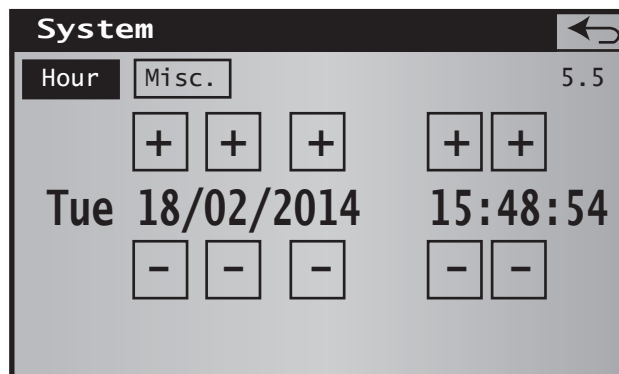 System
Hour Misc. 5.5
+ + + + +
Tue 18/02/2014 15:48:54
- - - - -